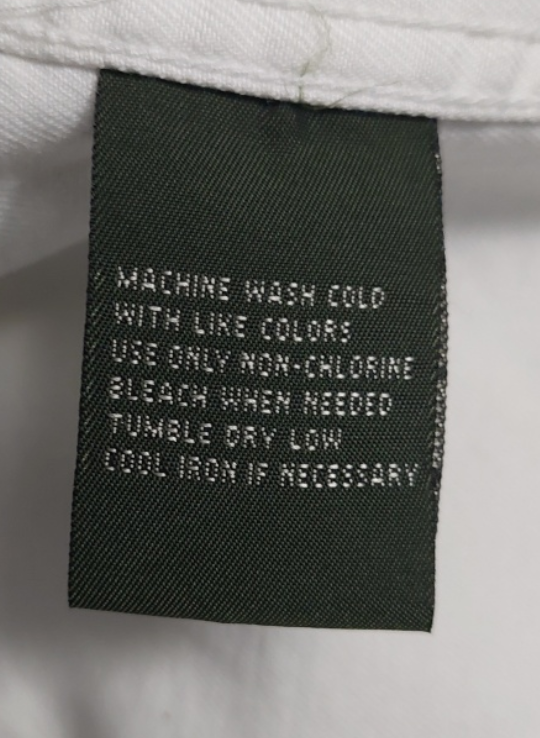 MACHINE WASH COLD
WITH LIKE COLORS
USE ONLY NON-CHLORINE
BLEACH WHEN NEEDED
TUMBLE DRY LOW
COOL IRON IF NECESSARY